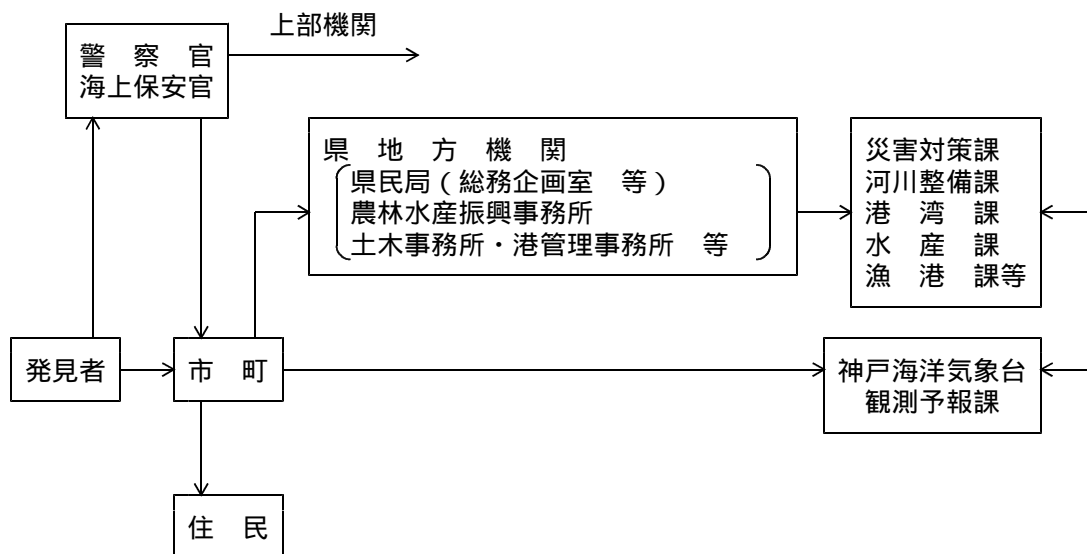 上部機関
警　察　官
海上保安官
県　地　方　機　関
県民局（総務企画室　等）
農林水産振興事務所
土木事務所・港管理事務所　等
災害対策課
河川整備課
港　湾　課
水　産　課
漁　港　課等
発見者
市　町
神戸海洋気象台
観測予報課
住　民